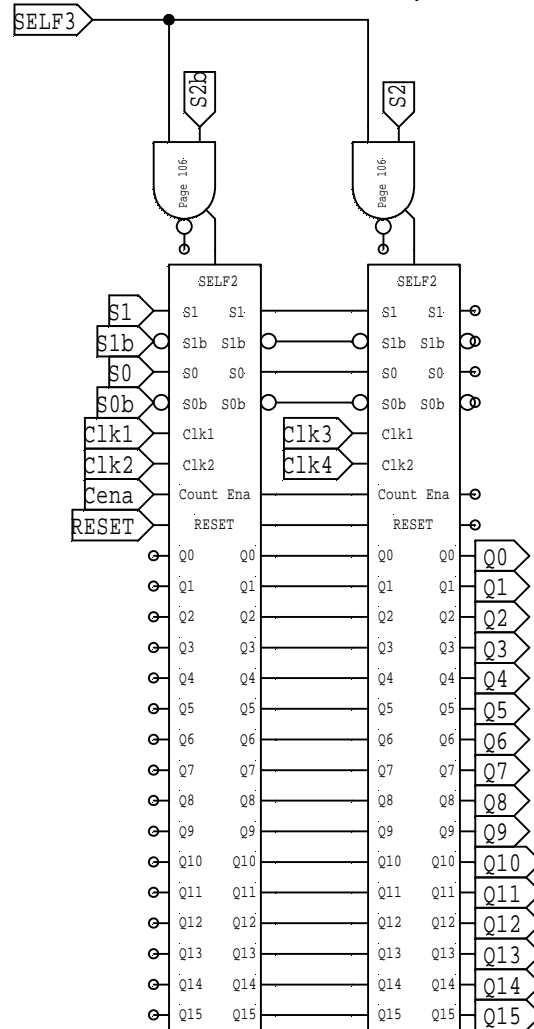 SELF3
S2b S2
Page 106 Page 106
SELF2 SELF2
S1 S1 S1 S1 S1
S1b S1b S1b S1b S1b
S0 S0 S0 S0 S0
S0b S0b S0b S0b S0b
Clk1 Clk1 Clk3 Clk1
Clk2 Clk2 Clk4 Clk2
Cena Count Ena Count Ena
RESET RESET RESET
Q0 Q0 Q0 Q0 Q0
Q1 Q1 Q1 Q1 Q1
Q2 Q2 Q2 Q2 Q2
Q3 Q3 Q3 Q3 Q3
Q4 Q4 Q4 Q4 Q4
Q5 Q5 Q5 Q5 Q5
Q6 Q6 Q6 Q6 Q6
Q7 Q7 Q7 Q7 Q7
Q8 Q8 Q8 Q8 Q8
Q9 Q9 Q9 Q9 Q9
Q10 Q10 Q10 Q10 Q10
Q11 Q11 Q11 Q11 Q11
Q12 Q12 Q12 Q12 Q12
Q13 Q13 Q13 Q13 Q13
Q14 Q14 Q14 Q14 Q14
Q15 Q15 Q15 Q15 Q15